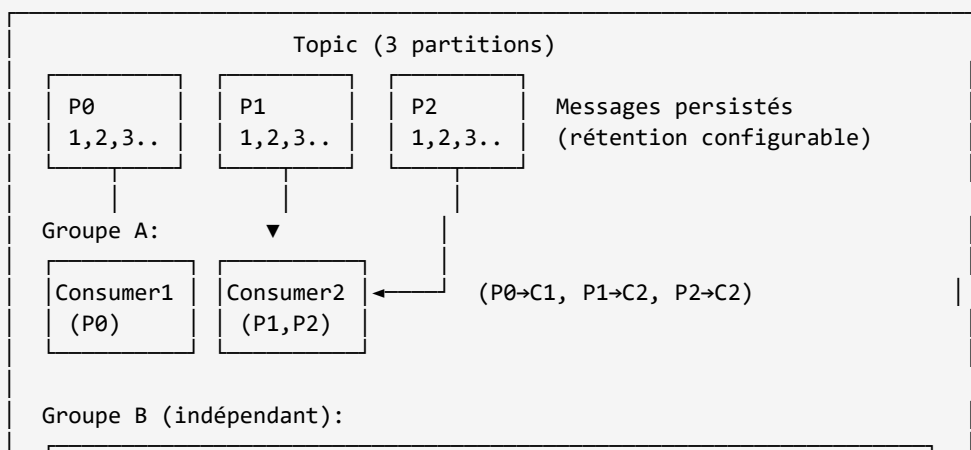 Topic (3 partitions)
P0 P1 P2 Messages persistés
1,2,3.. 1,2,3.. 1,2,3.. (rétention configurable)
Groupe A: ▼
Consumer1 Consumer2 ◄ (P0→C1, P1→C2, P2→C2)
(P0) (P1,P2)
Groupe B (indépendant):